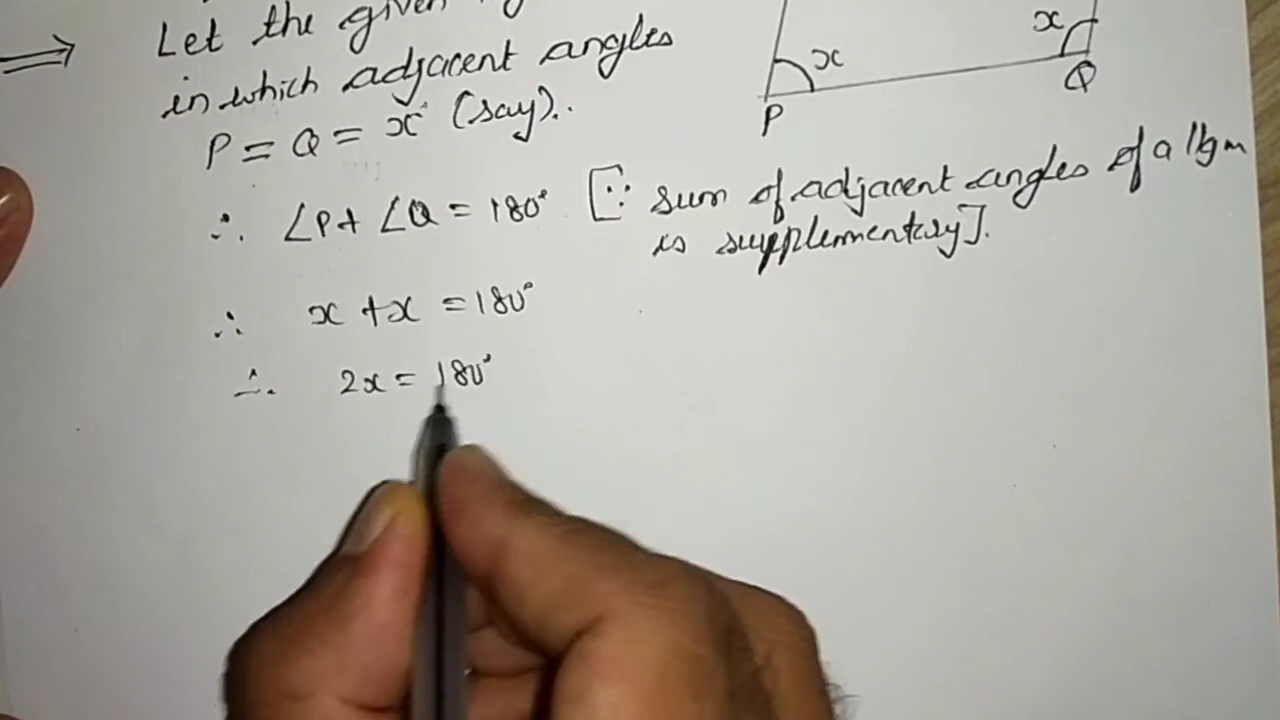 Let the given
in which adjacent angles
P = Q = x° (say).
∴ ∠P + ∠Q = 180° [∵ sum of adjacent angles of a ||gm
is supplementary].
∴ x + x = 180°
∴ 2x = 180°
x
x
P
Q